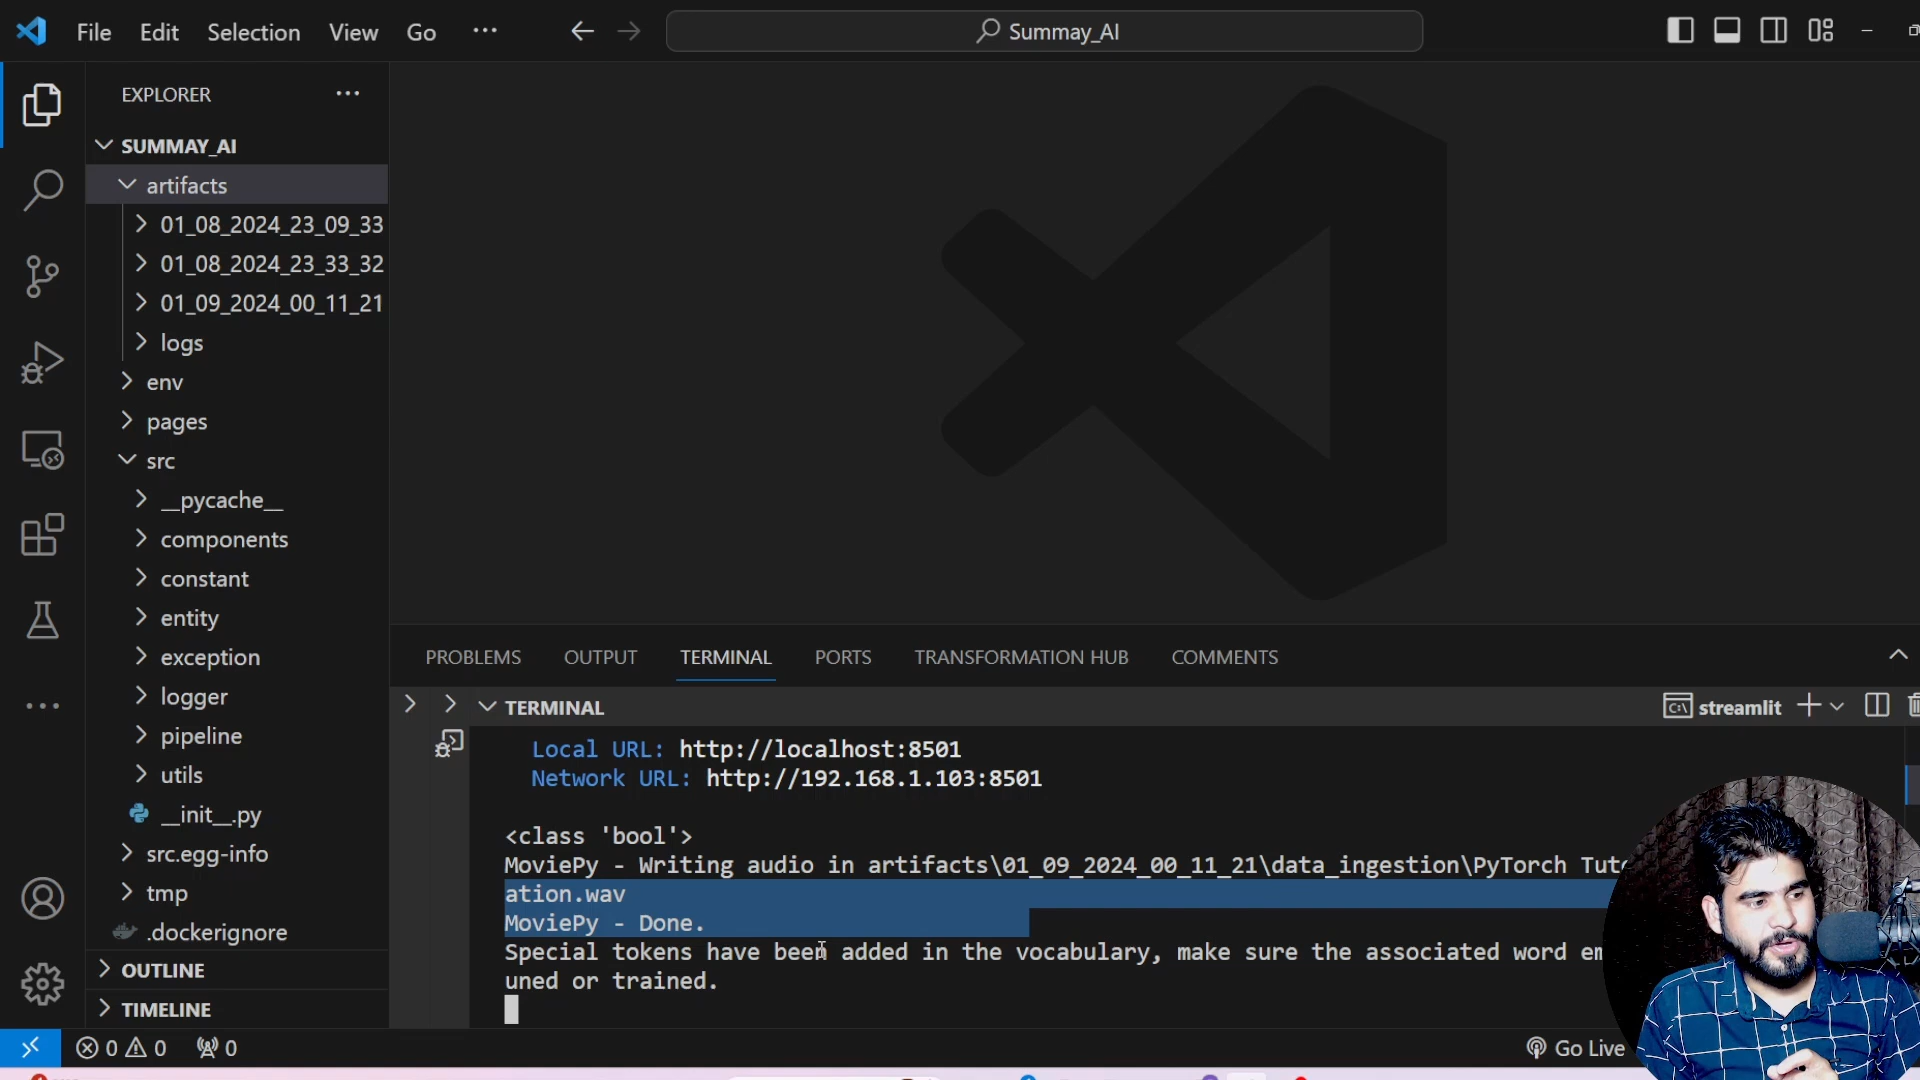 File Edit Selection View Go ...
Summay_AI
EXPLORER ...
SUMMAY_AI
artifacts
01_08_2024_23_09_33
01_08_2024_23_33_32
01_09_2024_00_11_21
logs
env
pages
src
__pycache__
components
constant
entity
exception
logger
pipeline
utils
__init__.py
src.egg-info
tmp
.dockerignore
OUTLINE
TIMELINE
PROBLEMS OUTPUT TERMINAL PORTS TRANSFORMATION HUB COMMENTS
TERMINAL
streamlit
Local URL: http://localhost:8501
Network URL: http://192.168.1.103:8501
<class 'bool'>
MoviePy - Writing audio in artifacts\01_09_2024_00_11_21\data_ingestion\PyTorch Tut
ation.wav
MoviePy - Done.
Special tokens have been added in the vocabulary, make sure the associated word em
uned or trained.
0 0 0
Go Live